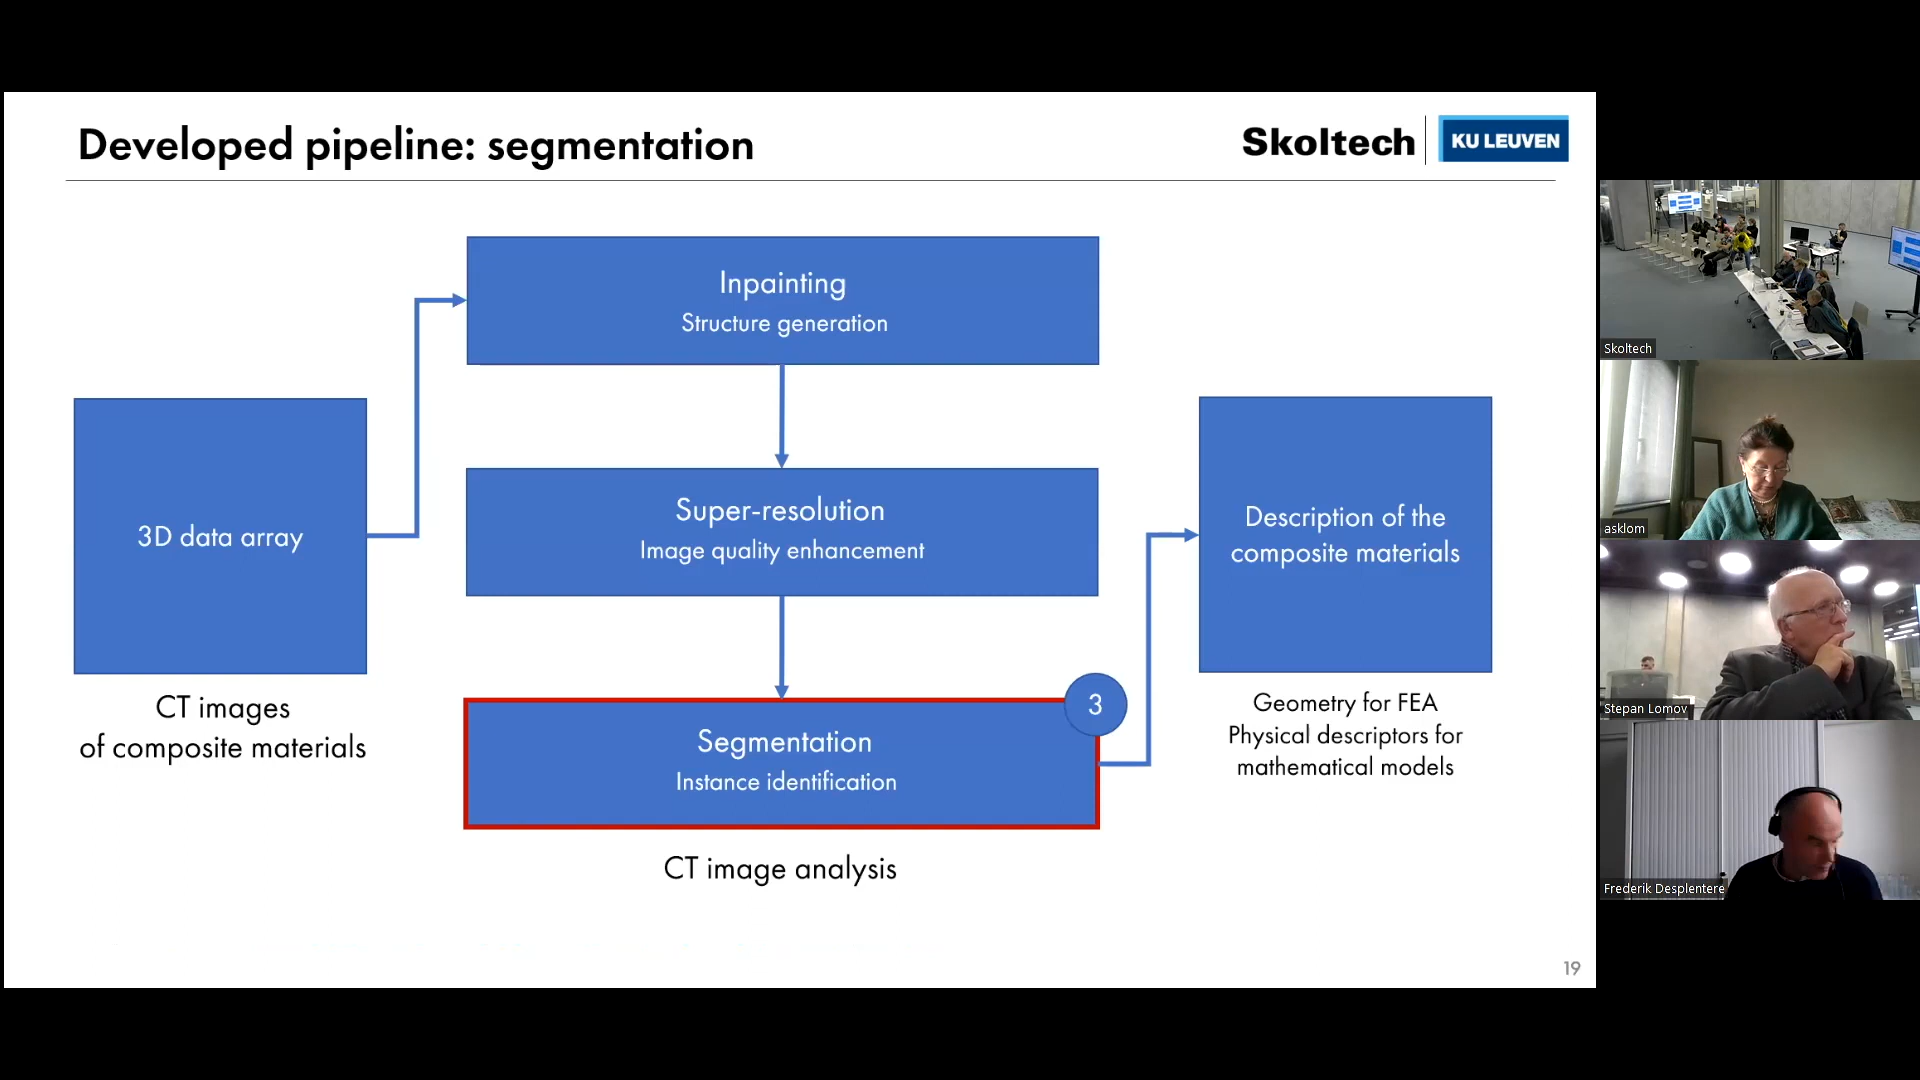 Developed pipeline: segmentation
Skoltech
KU LEUVEN
Inpainting
Structure generation
3D data array
CT images
of composite materials
Super-resolution
Image quality enhancement
Segmentation
Instance identification
3
CT image analysis
Description of the
composite materials
Geometry for FEA
Physical descriptors for
mathematical models
19
Skoltech
asklom
Stepan Lomov
Frederik Desplentere